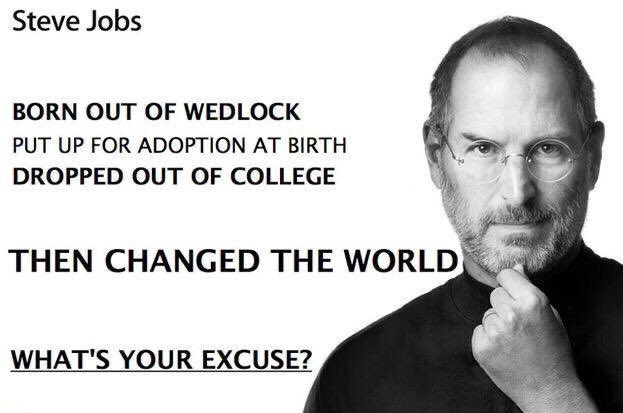 Steve Jobs
BORN OUT OF WEDLOCK
PUT UP FOR ADOPTION AT BIRTH
DROPPED OUT OF COLLEGE
THEN CHANGED THE WORLD
WHAT'S YOUR EXCUSE?